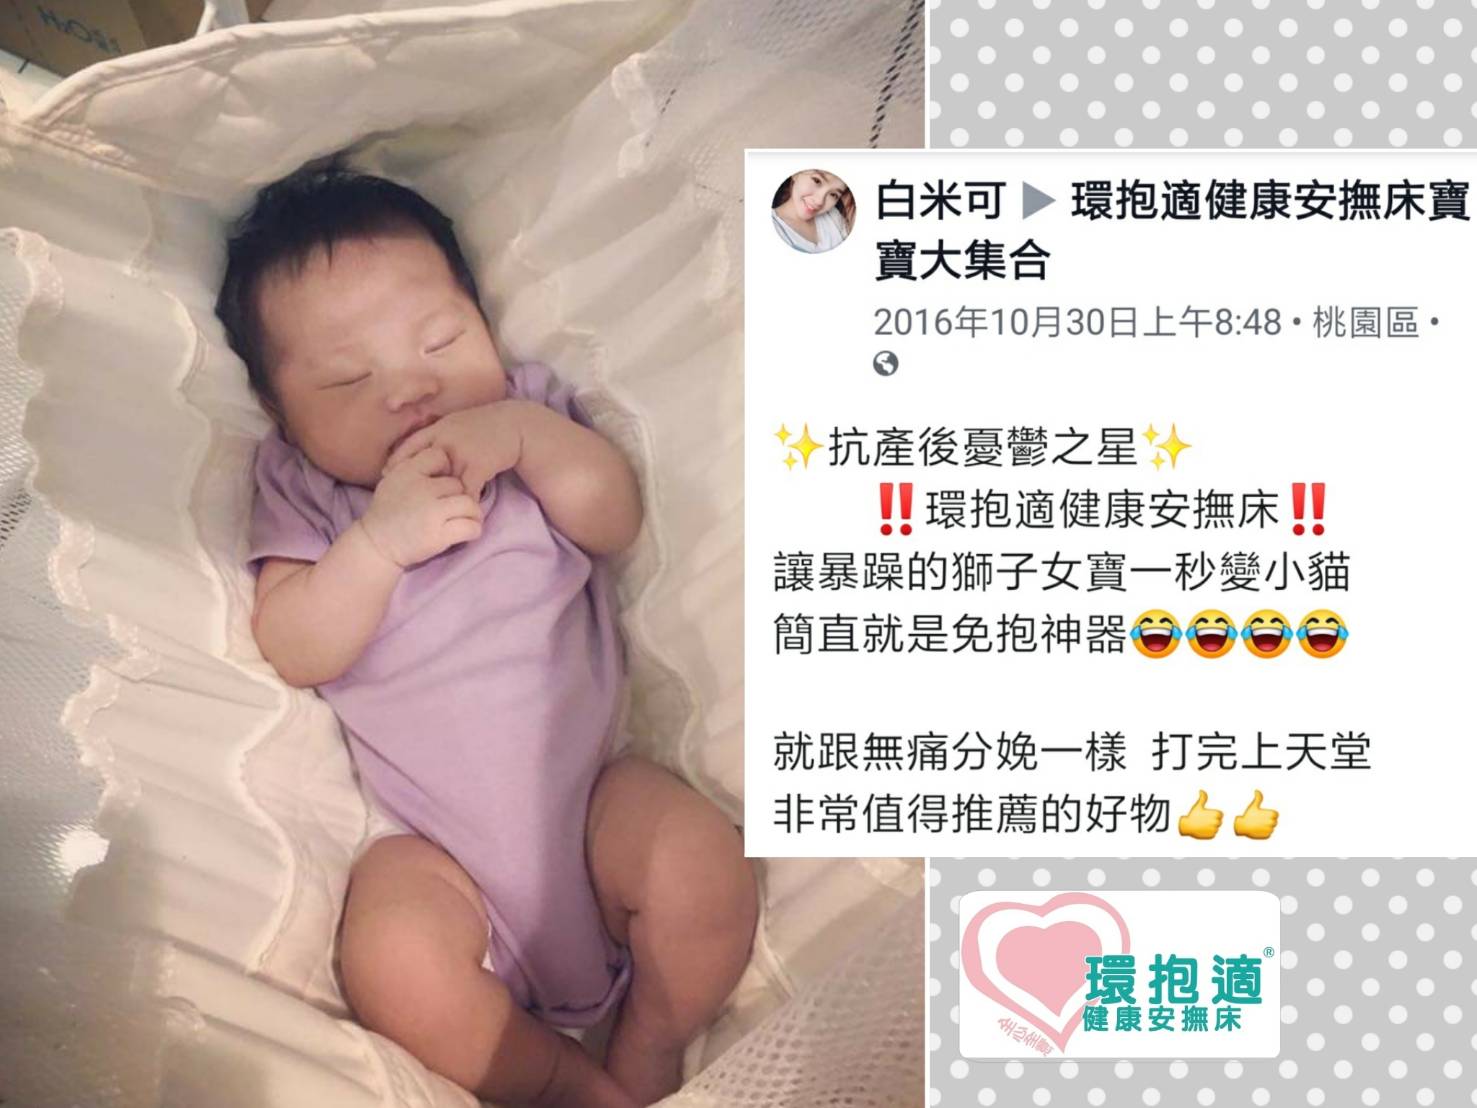 白米可 ▶ 環抱適健康安撫床寶
寶大集合
2016年10月30日上午8:48 • 桃園區 •
✨抗產後憂鬱之星✨
‼️環抱適健康安撫床‼️
讓暴躁的獅子女寶一秒變小貓
簡直就是免抱神器😂😂😂😂
就跟無痛分娩一樣 打完上天堂
非常值得推薦的好物👍👍
環抱適®
健康安撫床